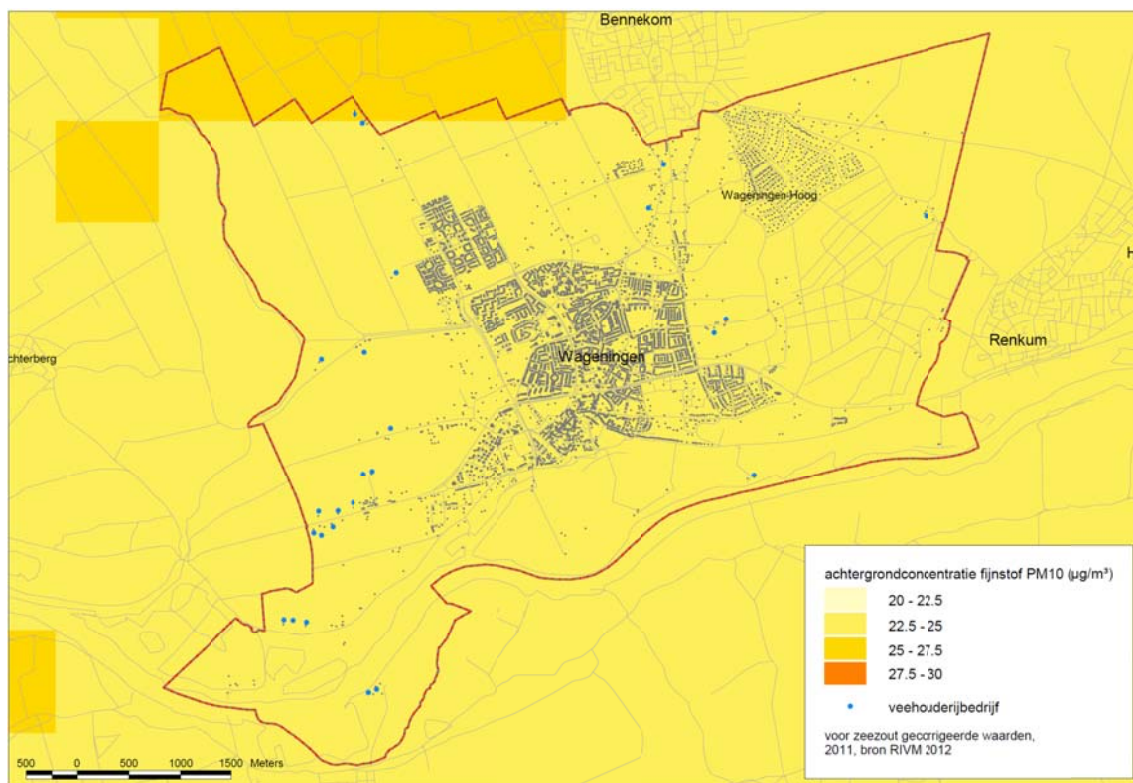 Bennekom
Wageningen-Hoog
H
Renkum
chterberg
Wageningen
achtergrondconcentratie fijnstof PM10 (µg/m³)
20 - 22.5
22.5 - 25
25 - 27.5
27.5 - 30
veehouderijbedrijf
voor zeezout gecorrigeerde waarden,
2011, bron RIVM 2012
500 0 500 1000 1500 Meters